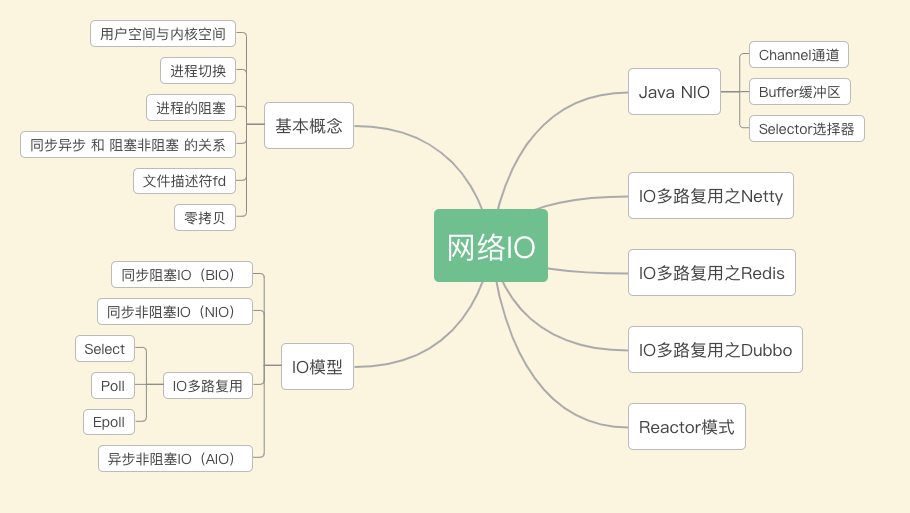 网络IO
基本概念
用户空间与内核空间
进程切换
进程的阻塞
同步异步 和 阻塞非阻塞 的关系
文件描述符fd
零拷贝
IO模型
同步阻塞IO（BIO）
同步非阻塞IO（NIO）
IO多路复用
Select
Poll
Epoll
异步非阻塞IO（AIO）
Java NIO
Channel通道
Buffer缓冲区
Selector选择器
IO多路复用之Netty
IO多路复用之Redis
IO多路复用之Dubbo
Reactor模式